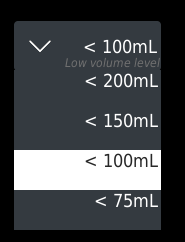 < 100mL
Low volume level
< 200mL
< 150mL
< 100mL
< 75mL